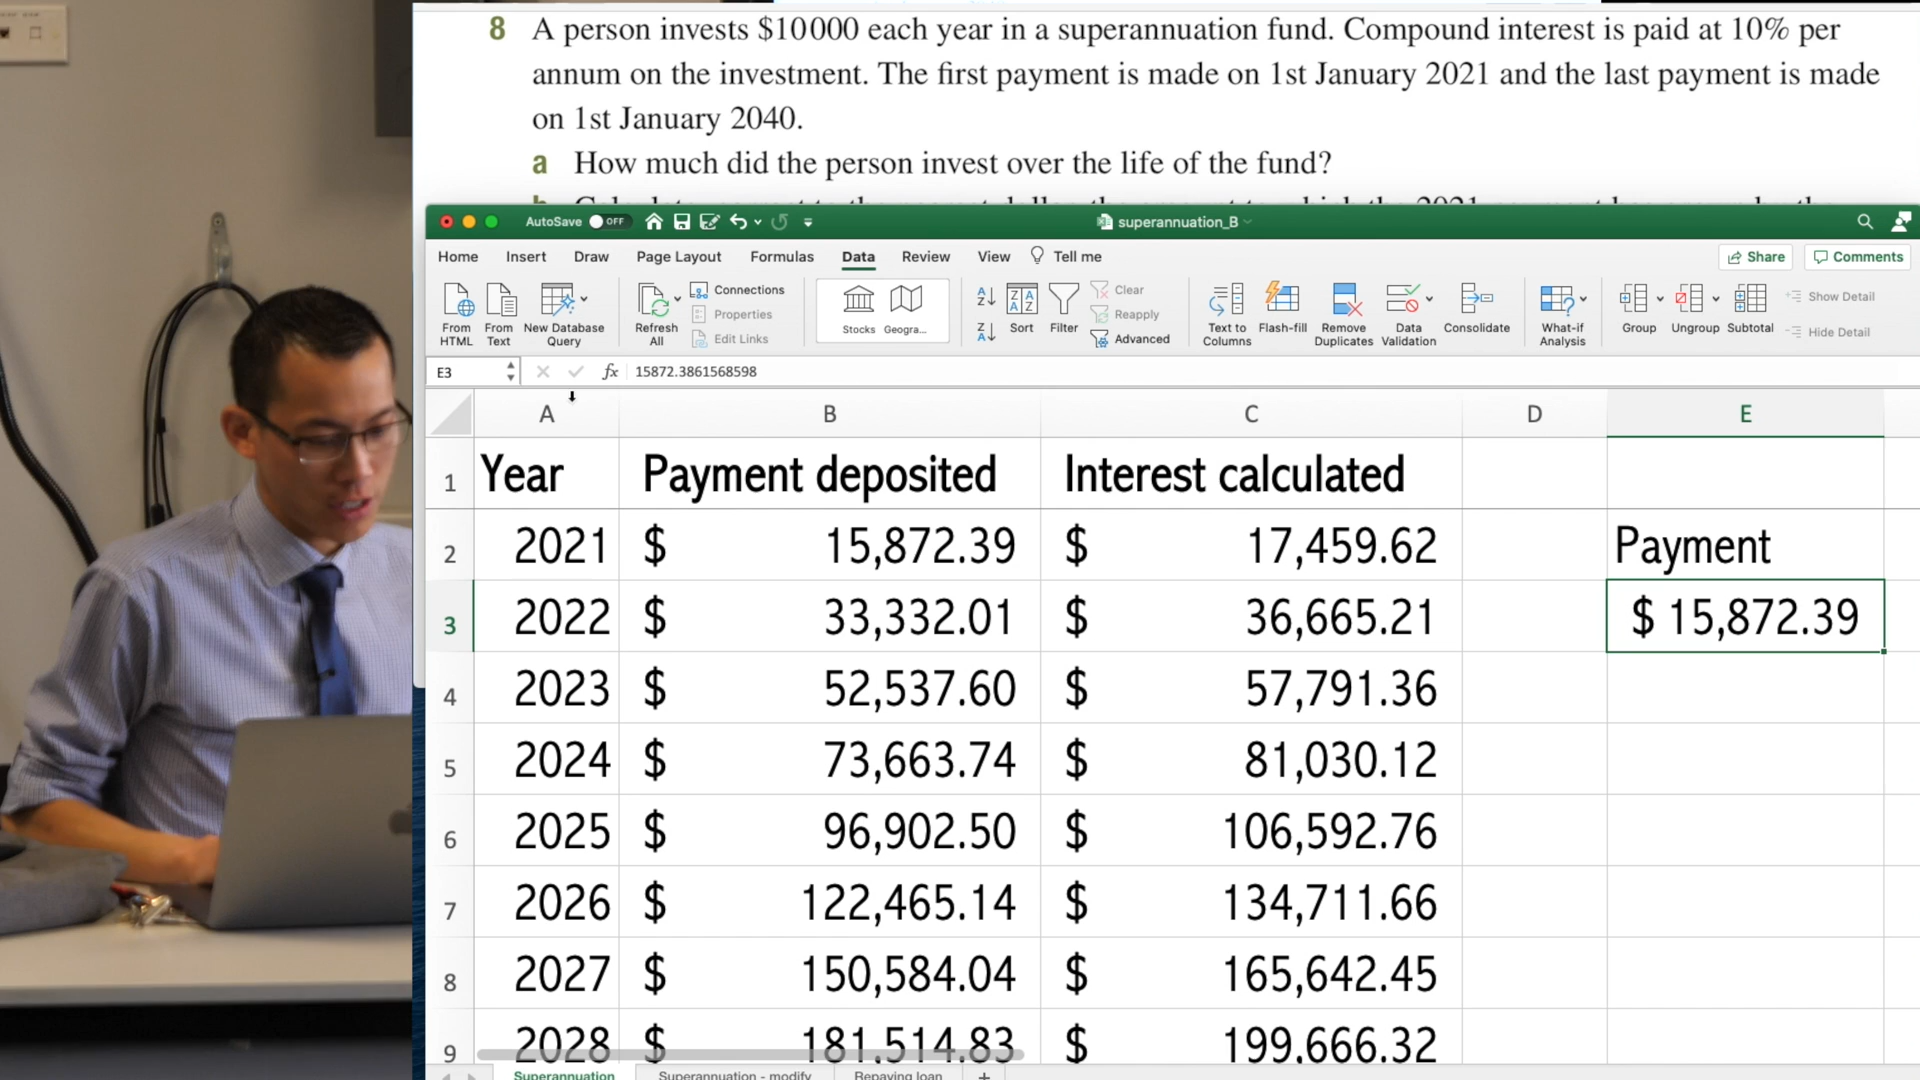 8 A person invests $10000 each year in a superannuation fund. Compound interest is paid at 10% per
annum on the investment. The first payment is made on 1st January 2021 and the last payment is made
on 1st January 2040.
a How much did the person invest over the life of the fund?
AutoSave OFF superannuation_B
Home Insert Draw Page Layout Formulas Data Review View Tell me Share Comments
From HTML From Text New Database Query Refresh All Connections Properties Edit Links Stocks Geogra... Sort Filter Clear Reapply Advanced Text to Columns Flash-fill Remove Duplicates Data Validation Consolidate What-if Analysis Group Ungroup Subtotal Show Detail Hide Detail
E3 fx 15872.3861568598
A B C D E
1 Year Payment deposited Interest calculated
2 2021 $ 15,872.39 $ 17,459.62 Payment
3 2022 $ 33,332.01 $ 36,665.21 $ 15,872.39
4 2023 $ 52,537.60 $ 57,791.36
5 2024 $ 73,663.74 $ 81,030.12
6 2025 $ 96,902.50 $ 106,592.76
7 2026 $ 122,465.14 $ 134,711.66
8 2027 $ 150,584.04 $ 165,642.45
9 2028 $ 181,514.83 $ 199,666.32
Superannuation Superannuation - modify Repaying loan +